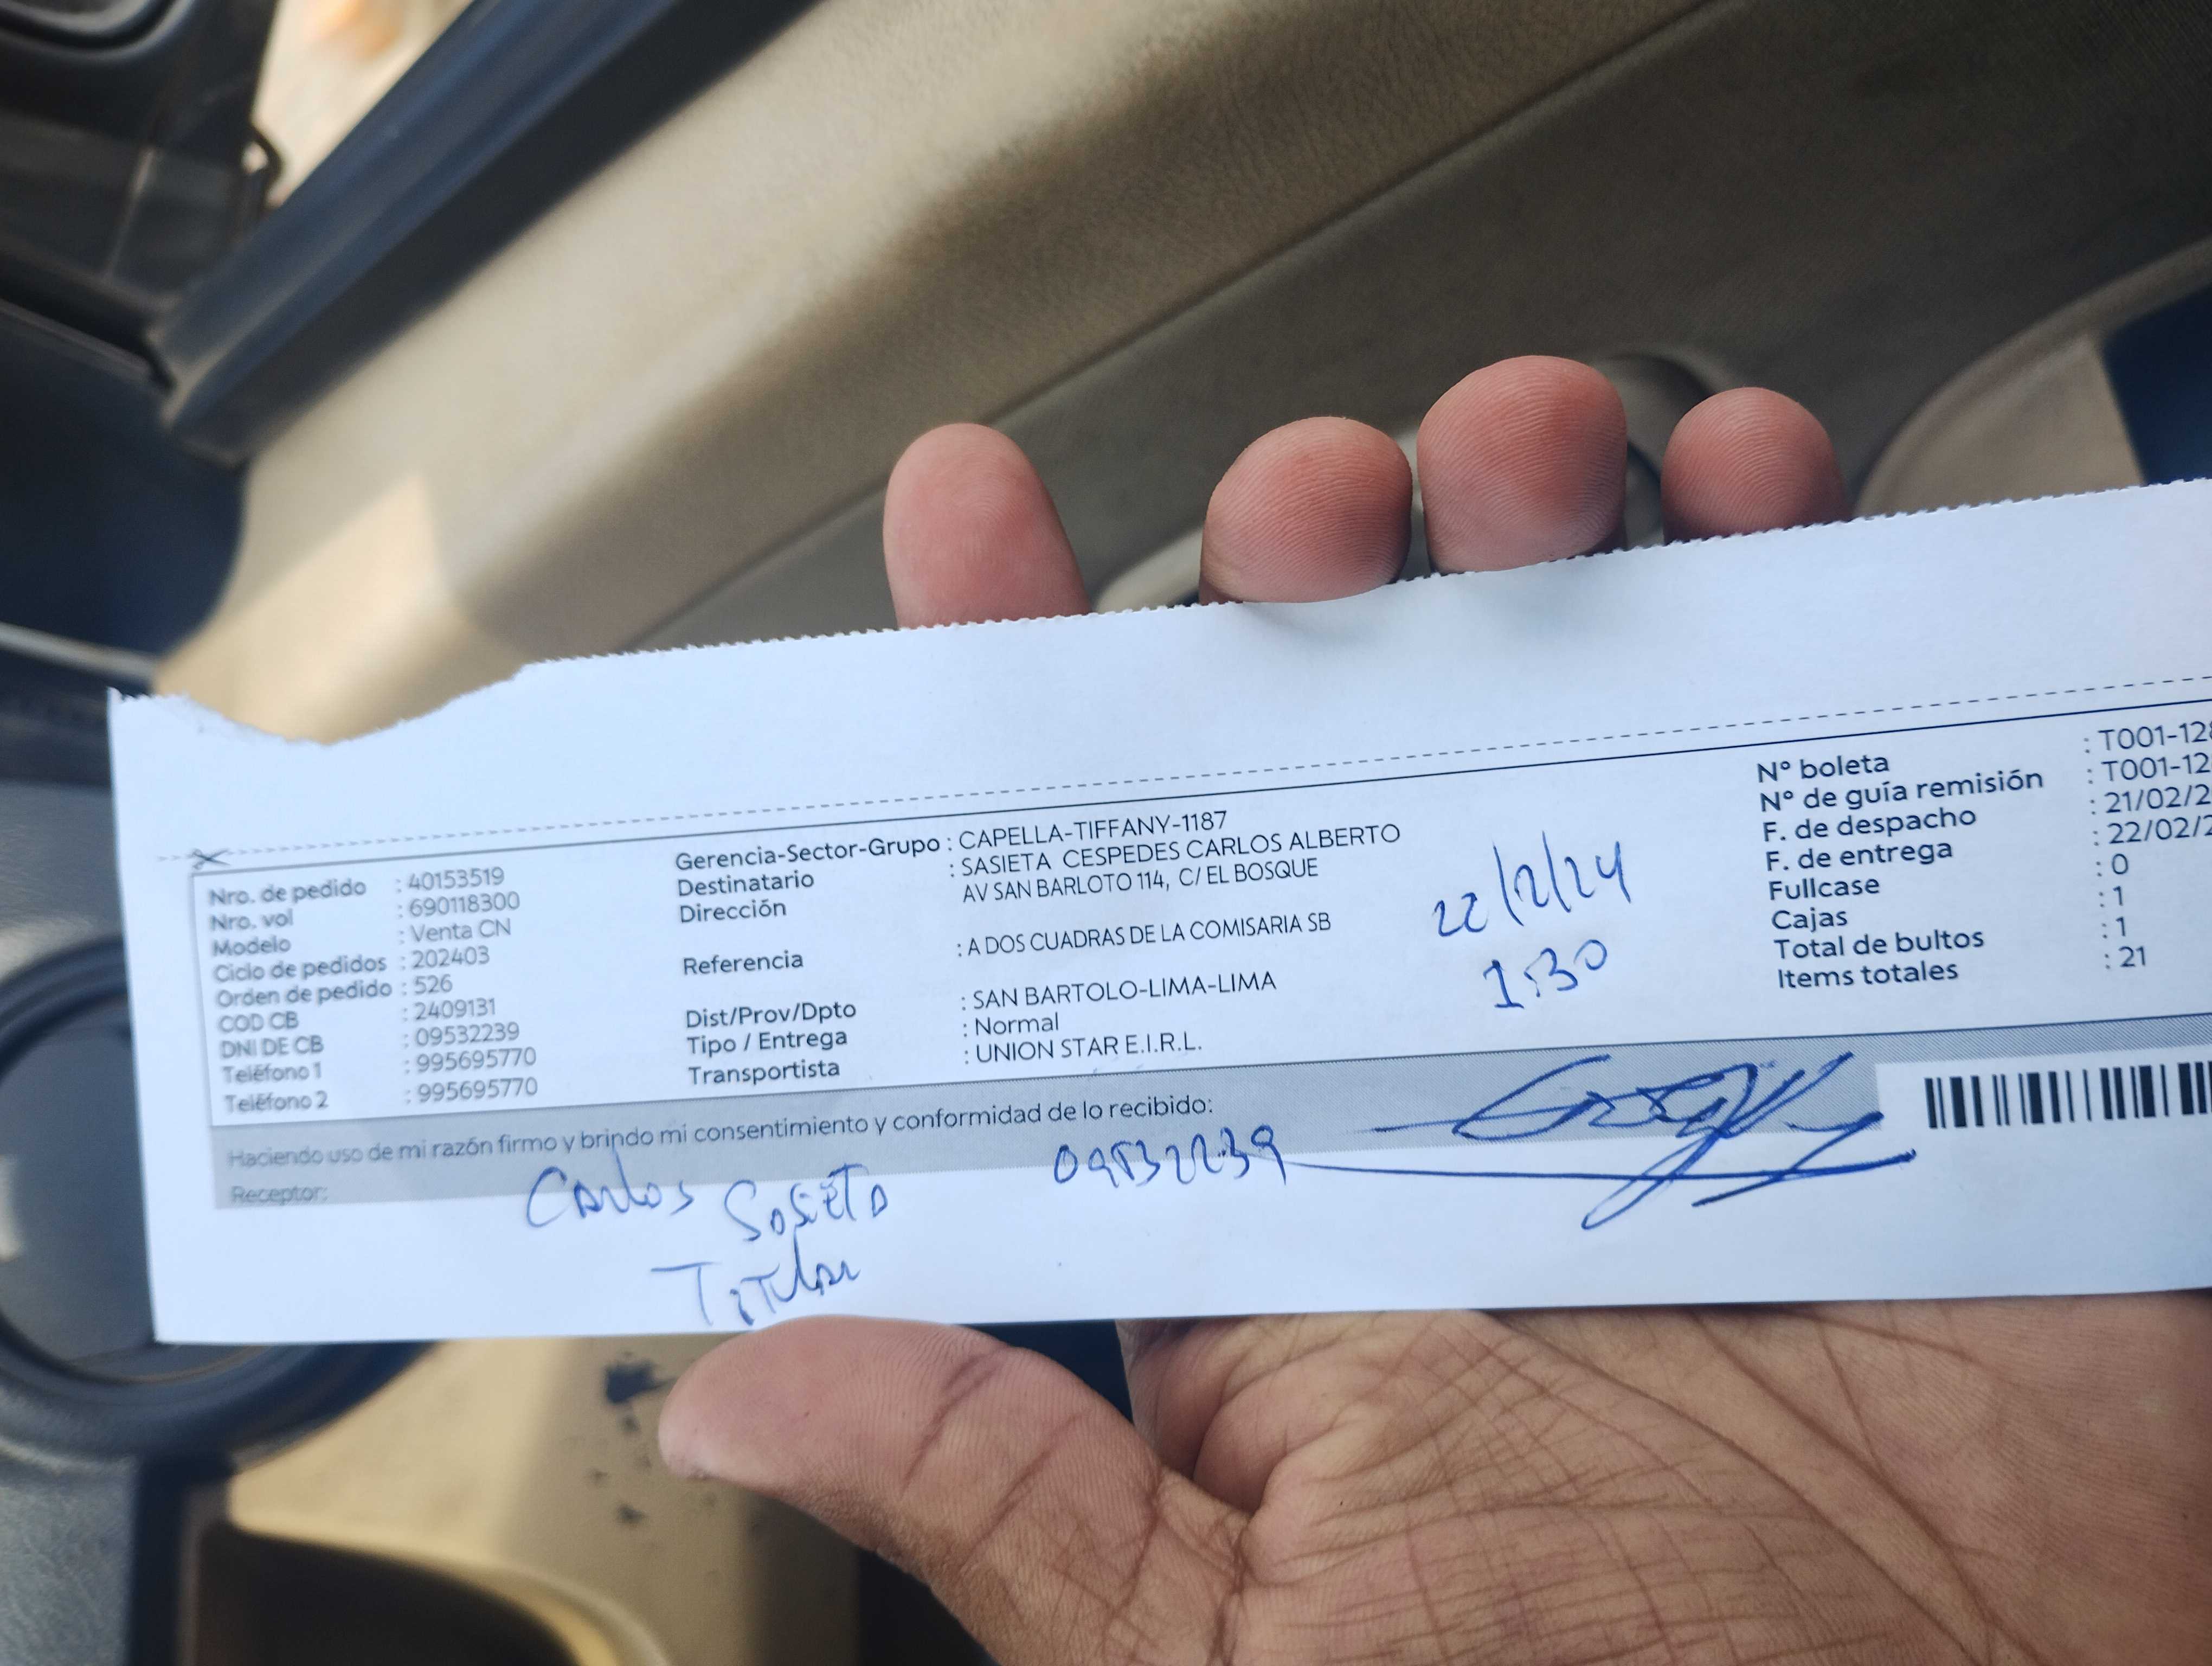 Nro. de pedido : 40153519
Nro. vol : 690118300
Modelo : Venta CN
Ciclo de pedidos : 202403
Orden de pedido : 526
COD CB : 2409131
DNI DE CB : 09532239
Teléfono 1 : 995695770
Teléfono 2 : 995695770
Gerencia-Sector-Grupo : CAPELLA-TIFFANY-1187
Destinatario : SASIETA CESPEDES CARLOS ALBERTO
Dirección AV SAN BARLOTO 114, C/ EL BOSQUE
Referencia : A DOS CUADRAS DE LA COMISARIA SB
Dist/Prov/Dpto : SAN BARTOLO-LIMA-LIMA
Tipo / Entrega : Normal
Transportista : UNION STAR E.I.R.L.
22/2/24
1:30
N° boleta : T001-128
N° de guía remisión : T001-12
F. de despacho : 21/02/2
F. de entrega : 22/02/2
Fullcase : 0
Cajas : 1
Total de bultos : 1
Items totales : 21
Haciendo uso de mi razón firmo y brindo mi consentimiento y conformidad de lo recibido:
Receptor:
Carlos Sasieta 09532239
Titular